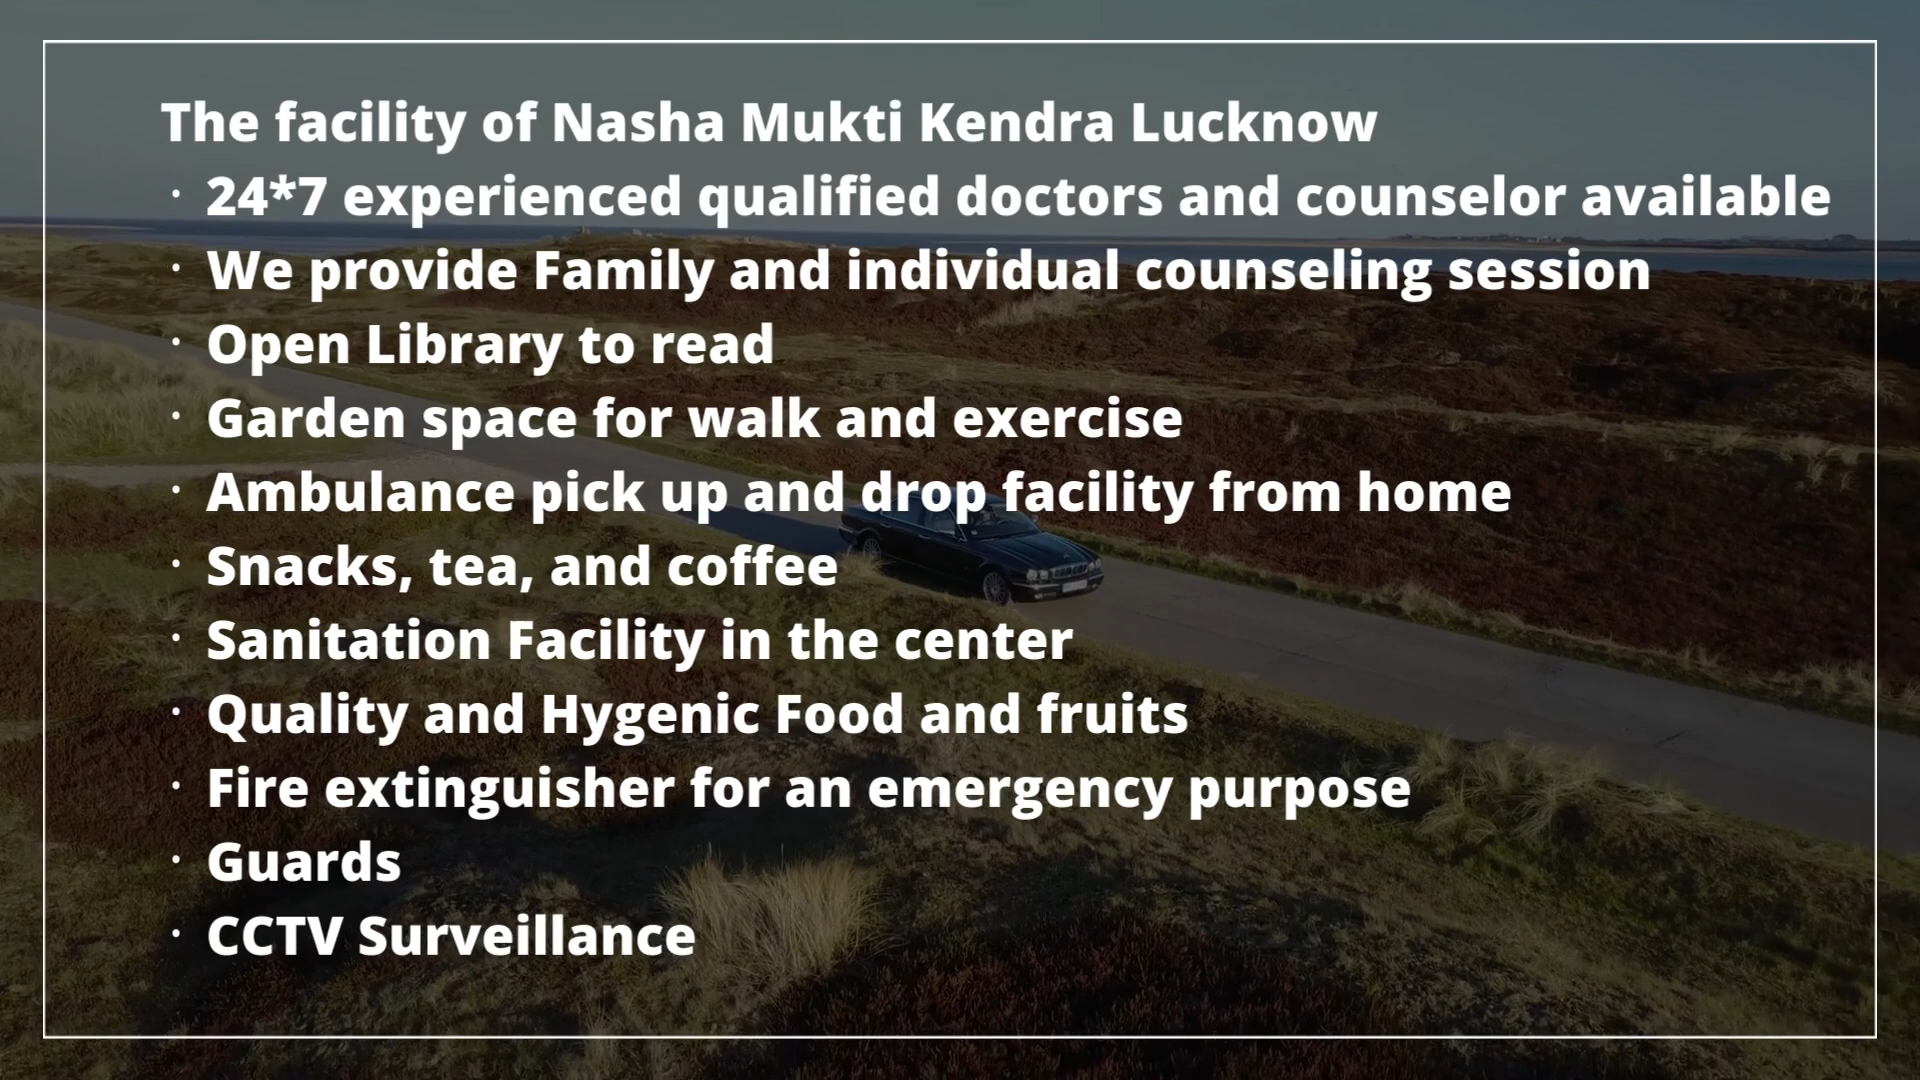 The facility of Nasha Mukti Kendra Lucknow
· 24*7 experienced qualified doctors and counselor available
· We provide Family and individual counseling session
· Open Library to read
· Garden space for walk and exercise
· Ambulance pick up and drop facility from home
· Snacks, tea, and coffee
· Sanitation Facility in the center
· Quality and Hygenic Food and fruits
· Fire extinguisher for an emergency purpose
· Guards
· CCTV Surveillance